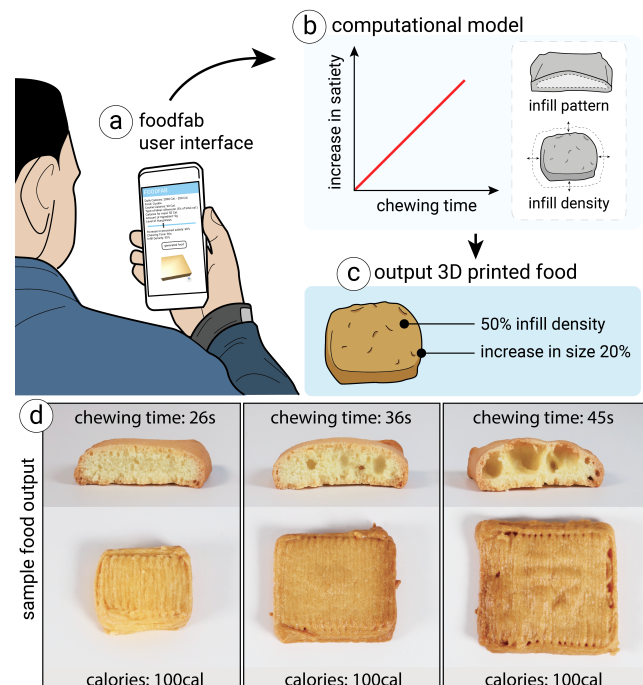 b computational model
a foodfab
user interface
increase in satiety
chewing time
infill pattern
infill density
FOODFAB
c output 3D printed food
50% infill density
increase in size 20%
d
sample food output
chewing time: 26s
chewing time: 36s
chewing time: 45s
calories: 100cal
calories: 100cal
calories: 100cal